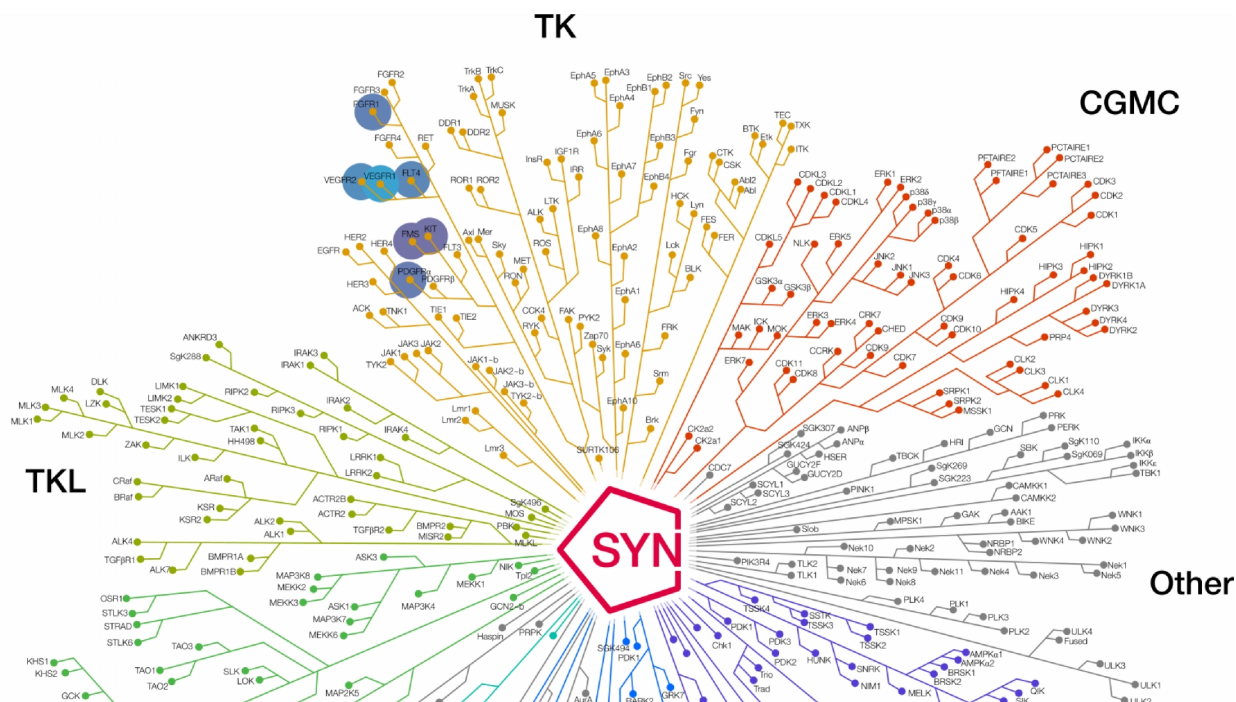 TK
CGMC
TKL
Other
SYN
FGFR2
FGFR3
FGFR1
FGFR4
RET
TrkB
TrkC
TrkA
MUSK
DDR1
DDR2
VEGFR2
VEGFR1
FLT4
ROR1
ROR2
HER2
EGFR
HER4
HER3
FMS
KIT
FLT3
PDGFRα
PDGFRβ
Axl
Mer
Sky
MET
RON
ACK
TNK1
TIE1
TIE2
JAK3
JAK2
JAK1
TYK2
JAK1~b
JAK2~b
JAK3~b
TYK2~b
Lmr1
Lmr2
Lmr3
InsR
IGF1R
IRR
LTK
ALK
ROS
CCK4
RYK
FAK
PYK2
Zap70
Syk
SURTK106
EphA5
EphA3
EphA4
EphA6
EphA7
EphA8
EphA2
EphA1
EphA6
EphA10
EphB2
EphB1
EphB3
EphB4
Src
Yes
Fyn
Fgr
HCK
Lyn
Lck
BLK
FRK
Srm
Brk
CTK
CSK
Abl2
Abl
FES
FER
TEC
TXK
BTK
Etk
ITK
CDKL3
CDKL2
CDKL1
CDKL4
CDKL5
ERK1
ERK2
p38δ
p38γ
p38α
p38β
NLK
ERK5
JNK2
JNK1
JNK3
GSK3α
GSK3β
MAK
ICK
MOK
ERK3
ERK4
ERK7
CRK7
CHED
CCRK
CDK9
CDK11
CDK8
CDK7
PFTAIRE2
PFTAIRE1
PCTAIRE1
PCTAIRE2
PCTAIRE3
CDK3
CDK2
CDK1
CDK5
CDK4
CDK6
CDK9
CDK10
HIPK1
HIPK3
HIPK2
HIPK4
DYRK1B
DYRK1A
DYRK3
DYRK4
DYRK2
PRP4
CLK2
CLK3
CLK1
CLK4
SRPK1
SRPK2
MSSK1
CK2a2
CK2a1
CDC7
ANKRD3
SgK288
IRAK3
IRAK1
DLK
MLK4
LZK
MLK3
MLK1
MLK2
LIMK1
LIMK2
TESK1
TESK2
RIPK2
RIPK3
IRAK2
RIPK1
IRAK4
TAK1
HH498
ZAK
ILK
LRRK1
LRRK2
CRaf
BRaf
ARaf
KSR
KSR2
ACTR2B
ACTR2
ALK2
ALK1
TGFβR2
BMPR2
MISR2
SgK496
MOS
PBK
MLKL
ALK4
TGFβR1
ALK7
BMPR1A
BMPR1B
ASK3
MAP3K8
MEKK2
MEKK3
MEKK1
NIK
Tpl2
GCN2~b
MAP3K4
ASK1
MAP3K7
MEKK6
OSR1
STLK3
STRAD
STLK6
Haspin
PRPK
TAO3
TAO1
TAO2
SLK
LOK
MAP2K5
KHS1
KHS2
GCK
SGK307
SGK424
ANPβ
ANPα
HSER
GUCY2F
GUCY2D
SCYL1
SCYL3
SCYL2
TBCK
HRI
GCN
PRIK
PERK
PINK1
SgK269
SGK223
SBK
SgK110
SgK069
IKKα
IKKβ
IKKε
TBK1
CAMKK1
CAMKK2
Slob
MPSK1
GAK
AAK1
BIKE
NRBP1
NRBP2
WNK1
WNK3
WNK4
WNK2
PIK3R4
TLK2
TLK1
Nek10
Nek2
Nek7
Nek6
Nek9
Nek8
Nek11
Nek4
Nek3
Nek1
Nek5
PLK4
PLK1
PLK3
PLK2
ULK4
Fused
ULK3
ULK1
TSSK4
SSTK
TSSK3
TSSK1
TSSK2
PDK1
PDK3
PDK2
Chk1
HUNK
SNRK
NIM1
MELK
AMPKα1
AMPKα2
BRSK1
BRSK2
QIK
Trio
Trad
SGK494
PDK1
GRK7
AurA